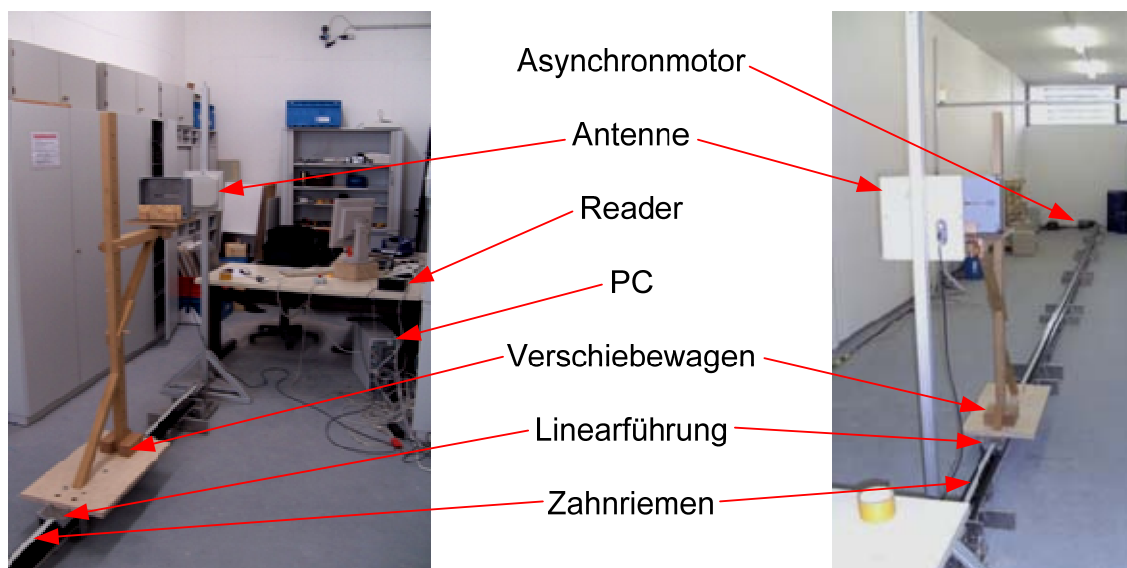 Asynchronmotor
Antenne
Reader
PC
Verschiebewagen
Linearführung
Zahnriemen